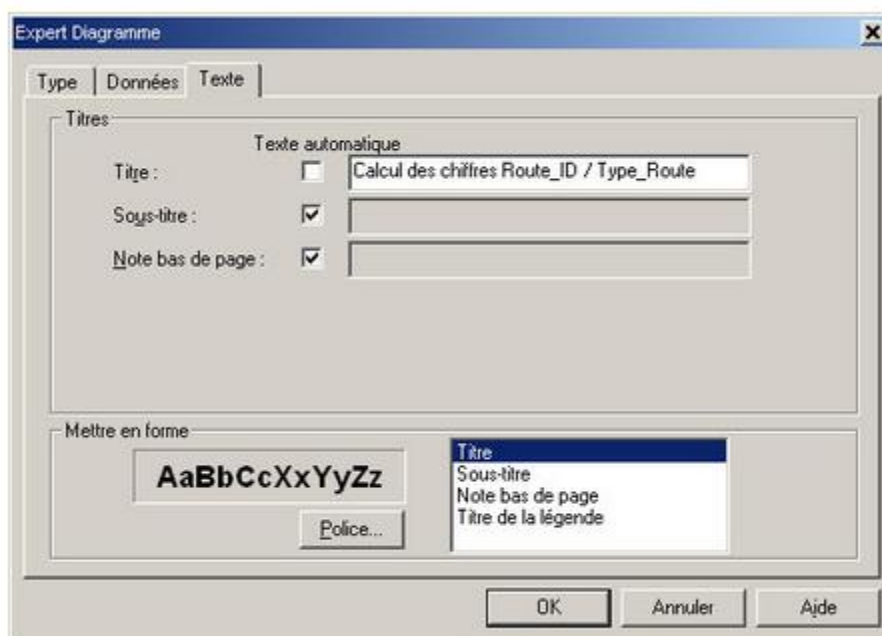 Expert Diagramme
Type Données Texte
Titres
Texte automatique
Titre : Calcul des chiffres Route_ID / Type_Route
Sous-titre :
Note bas de page :
Mettre en forme
AaBbCcXxYyZz
Police...
Titre
Sous-titre
Note bas de page
Titre de la légende
OK Annuler Aide